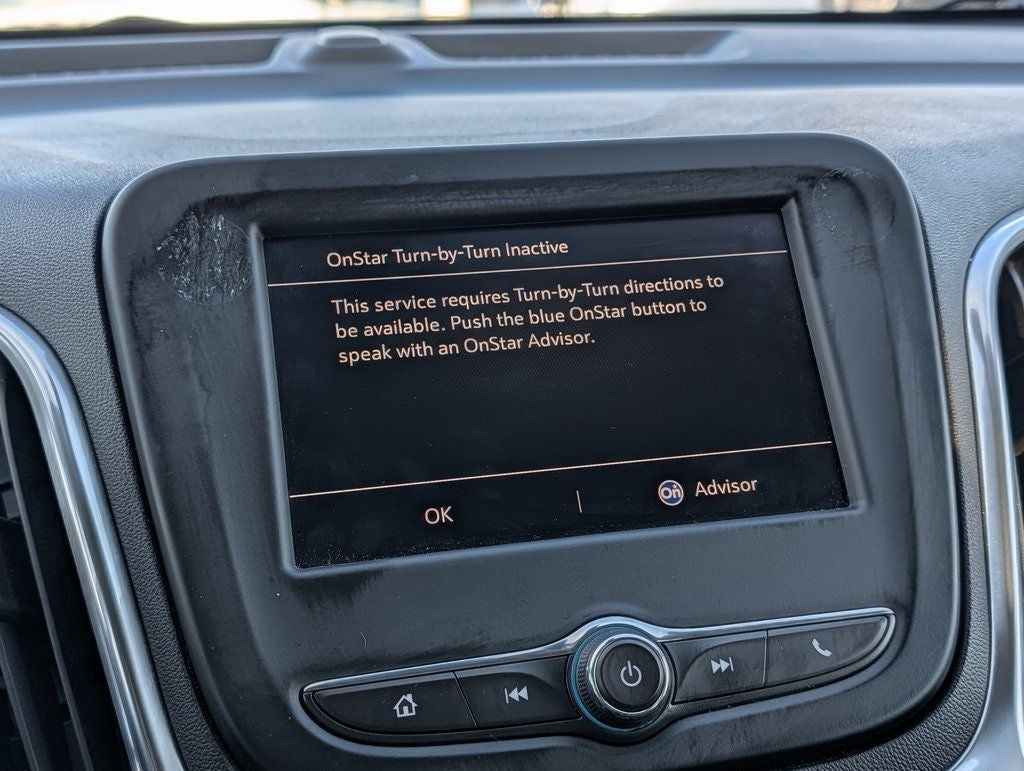 OnStar Turn-by-Turn Inactive
This service requires Turn-by-Turn directions to
be available. Push the blue OnStar button to
speak with an OnStar Advisor.
OK
On Advisor